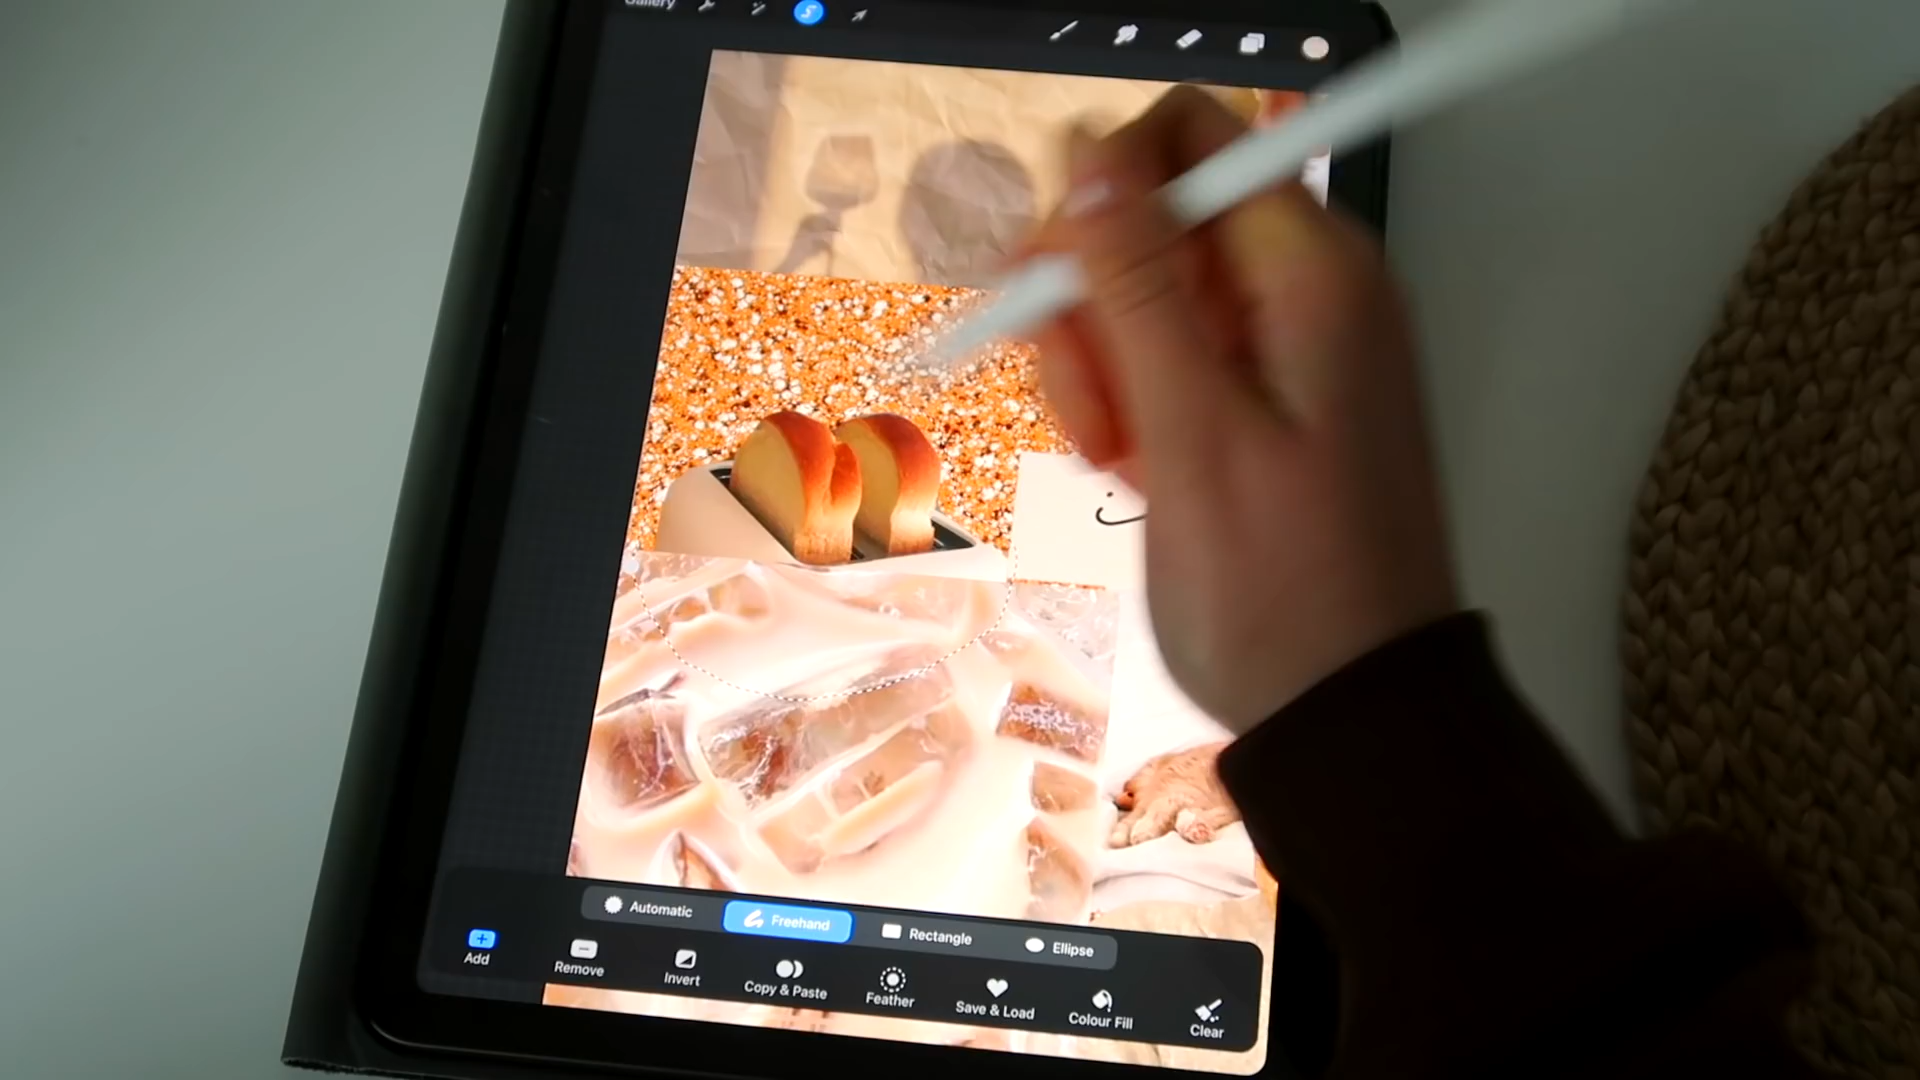 Gallery
Automatic
Freehand
Rectangle
Ellipse
Add
Remove
Invert
Copy & Paste
Feather
Save & Load
Colour Fill
Clear